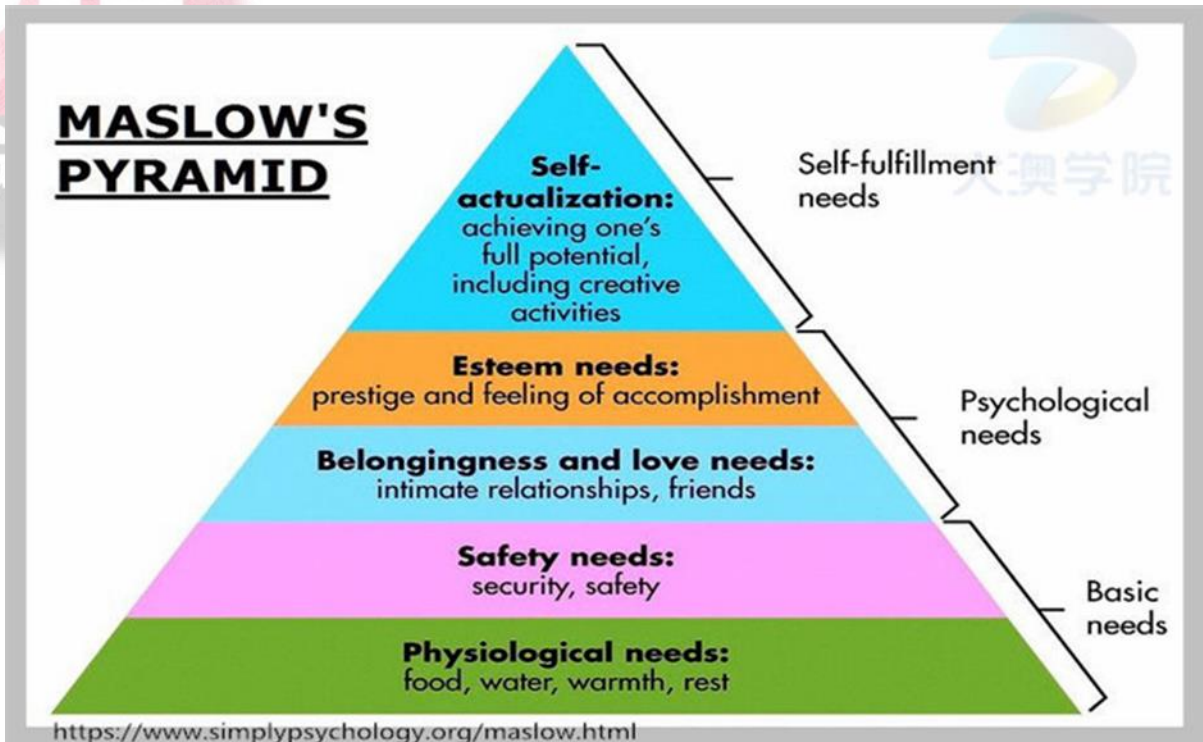 MASLOW'S
PYRAMID
Self-
actualization:
achieving one's
full potential,
including creative
activities
Self-fulfillment
needs
大澳学院
Esteem needs:
prestige and feeling of accomplishment
Psychological
needs
Belongingness and love needs:
intimate relationships, friends
Safety needs:
security, safety
Basic
needs
Physiological needs:
food, water, warmth, rest
https://www.simplypsychology.org/maslow.html